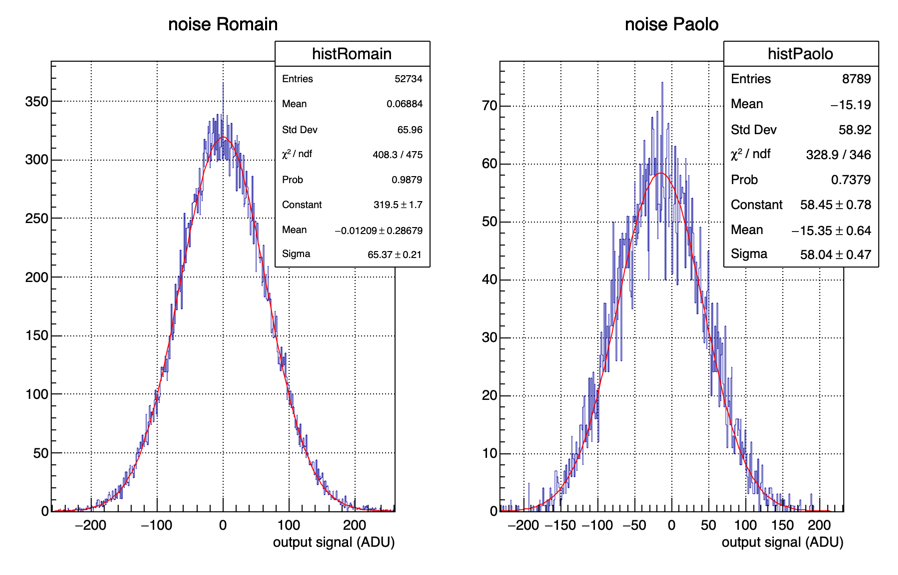 noise Romain
histRomain
Entries 52734
Mean 0.06884
Std Dev 65.96
χ² / ndf 408.3 / 475
Prob 0.9879
Constant 319.5 ± 1.7
Mean −0.01209 ± 0.28679
Sigma 65.37 ± 0.21
350
300
250
200
150
100
50
0
−200 −100 0 100 200
output signal (ADU)
noise Paolo
histPaolo
Entries 8789
Mean −15.19
Std Dev 58.92
χ² / ndf 328.9 / 346
Prob 0.7379
Constant 58.45 ± 0.78
Mean −15.35 ± 0.64
Sigma 58.04 ± 0.47
70
60
50
40
30
20
10
0
−200 −150 −100 −50 0 50 100 150 200
output signal (ADU)